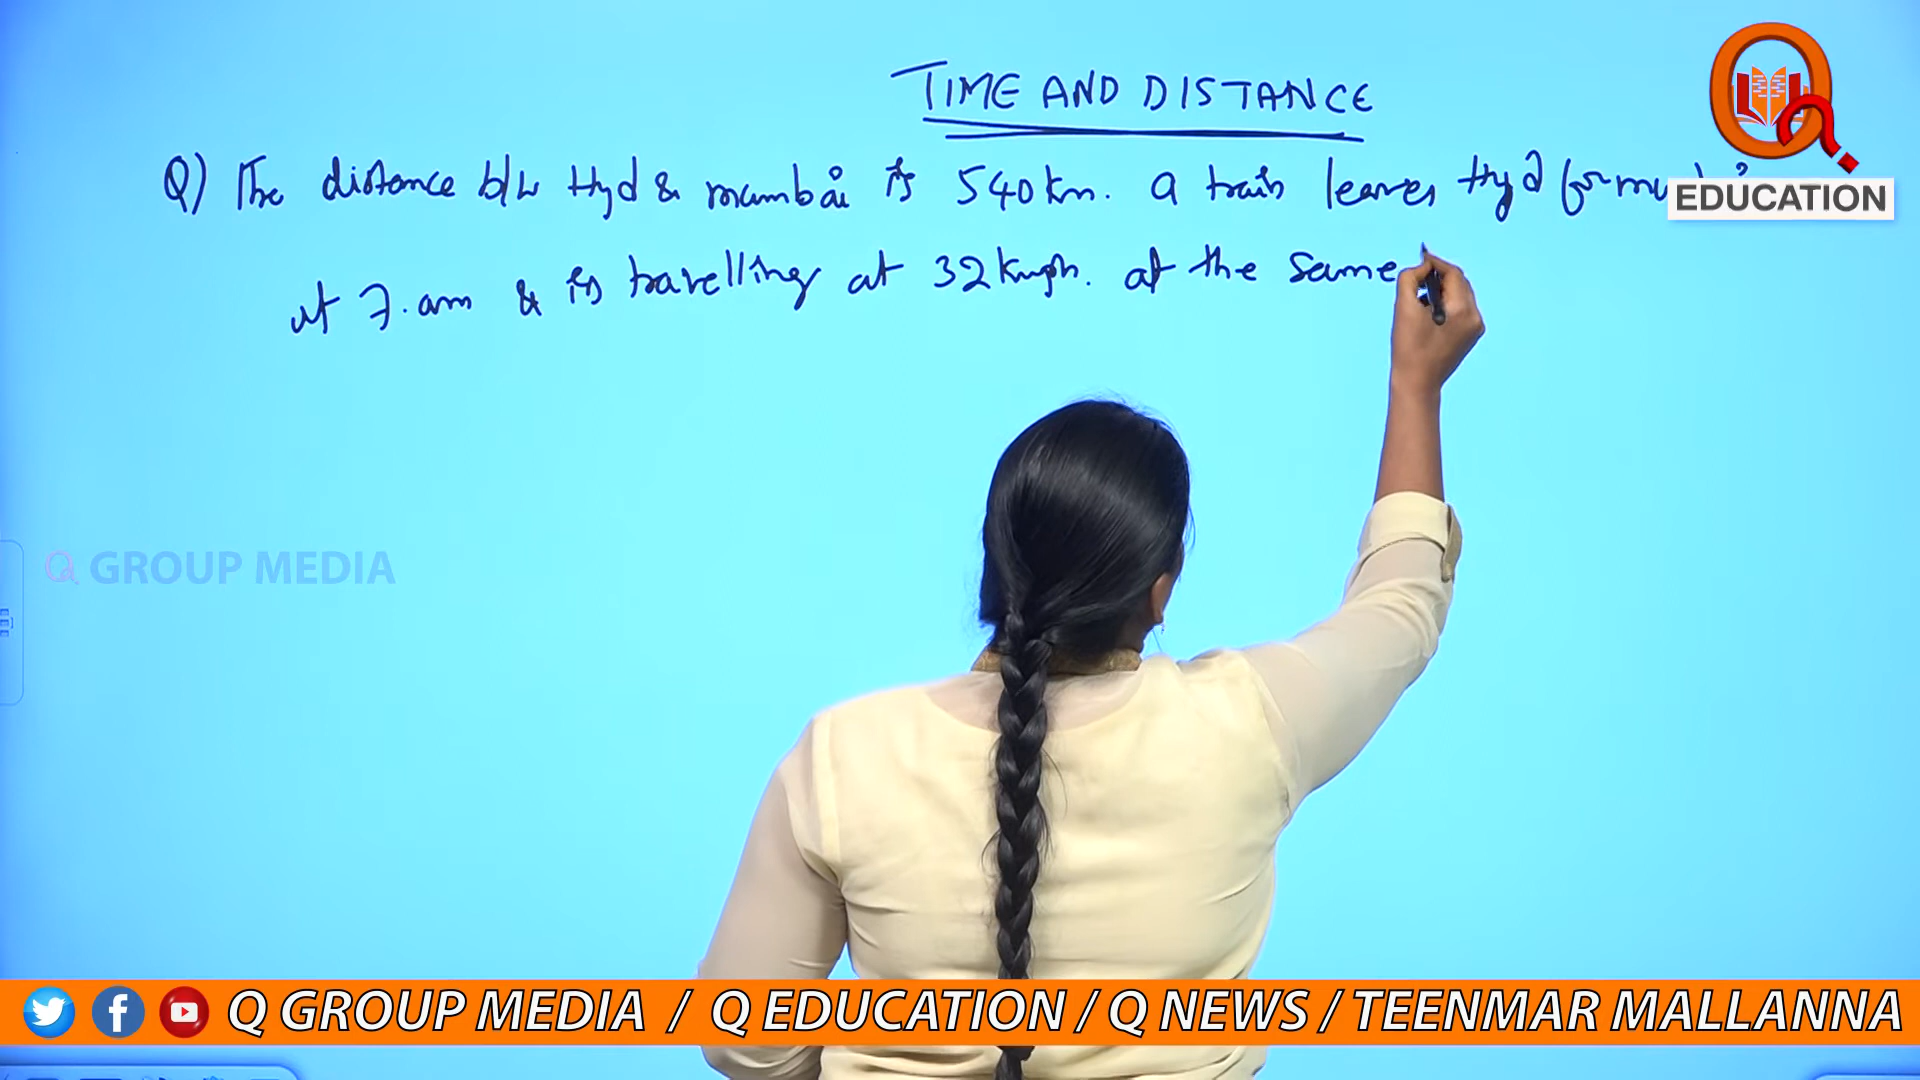 TIME AND DISTANCE
Q) The distance b/w Hyd & mumbai is 540km. a train leaves Hyd for mumbai
at 7.am & is travelling at 32kmph. at the same
EDUCATION
Q GROUP MEDIA
Q GROUP MEDIA / Q EDUCATION / Q NEWS / TEENMAR MALLANNA